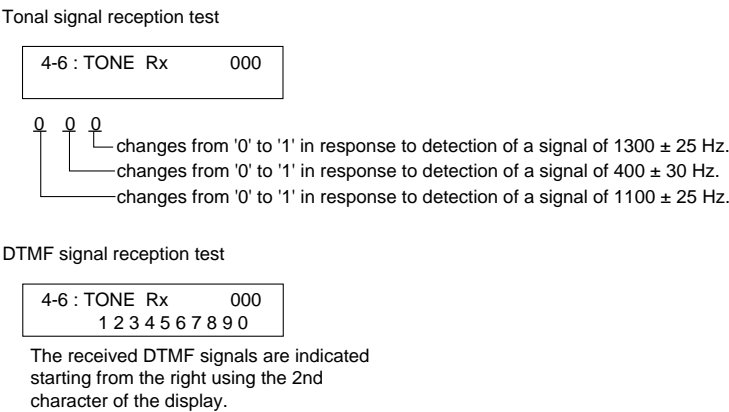 Tonal signal reception test
4-6 : TONE Rx 000
0 0 0
changes from '0' to '1' in response to detection of a signal of 1300 ± 25 Hz.
changes from '0' to '1' in response to detection of a signal of 400 ± 30 Hz.
changes from '0' to '1' in response to detection of a signal of 1100 ± 25 Hz.
DTMF signal reception test
4-6 : TONE Rx 000
1 2 3 4 5 6 7 8 9 0
The received DTMF signals are indicated
starting from the right using the 2nd
character of the display.